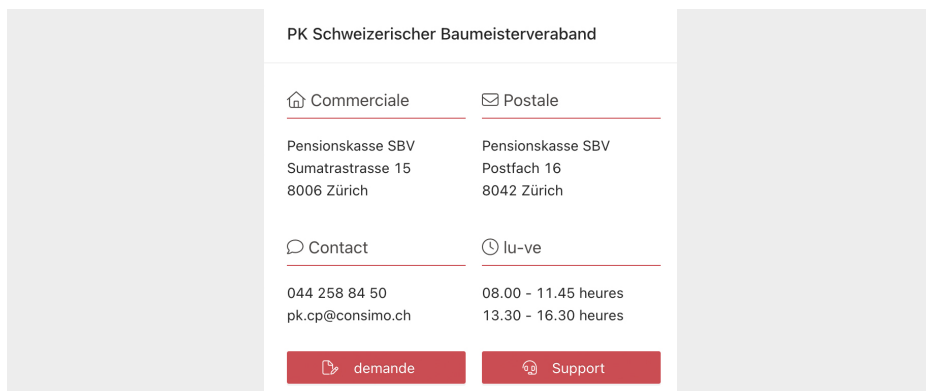 PK Schweizerischer Baumeisterveraband
Commerciale
Pensionskasse SBV
Sumatrastrasse 15
8006 Zürich
Postale
Pensionskasse SBV
Postfach 16
8042 Zürich
Contact
044 258 84 50
pk.cp@consimo.ch
lu-ve
08.00 - 11.45 heures
13.30 - 16.30 heures
demande
Support